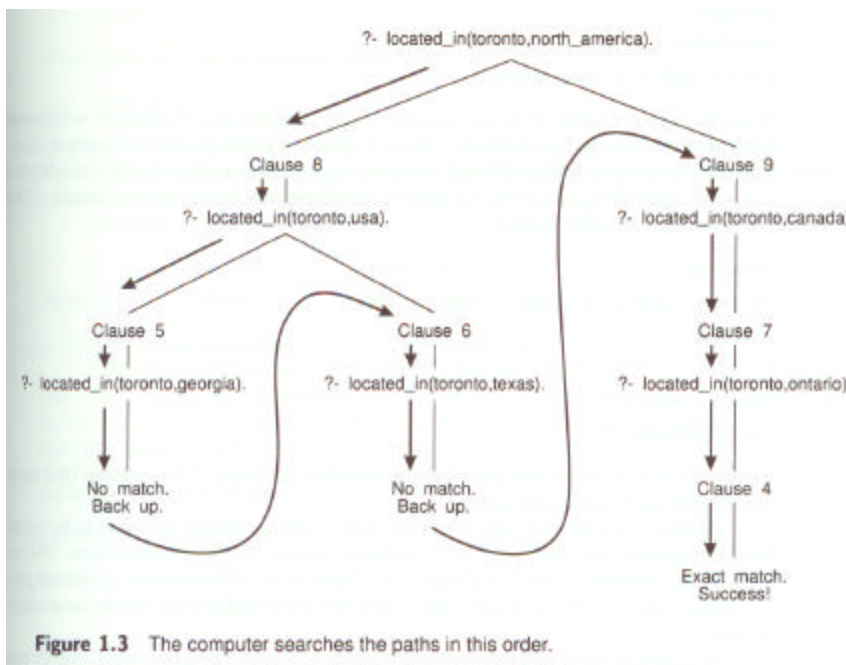 ?- located_in(toronto,north_america).
Clause 8
Clause 9
?- located_in(toronto,usa).
?- located_in(toronto,canada)
Clause 5
Clause 6
Clause 7
?- located_in(toronto,georgia).
?- located_in(toronto,texas).
?- located_in(toronto,ontario)
No match.
Back up.
No match.
Back up.
Clause 4
Exact match.
Success!
Figure 1.3 The computer searches the paths in this order.